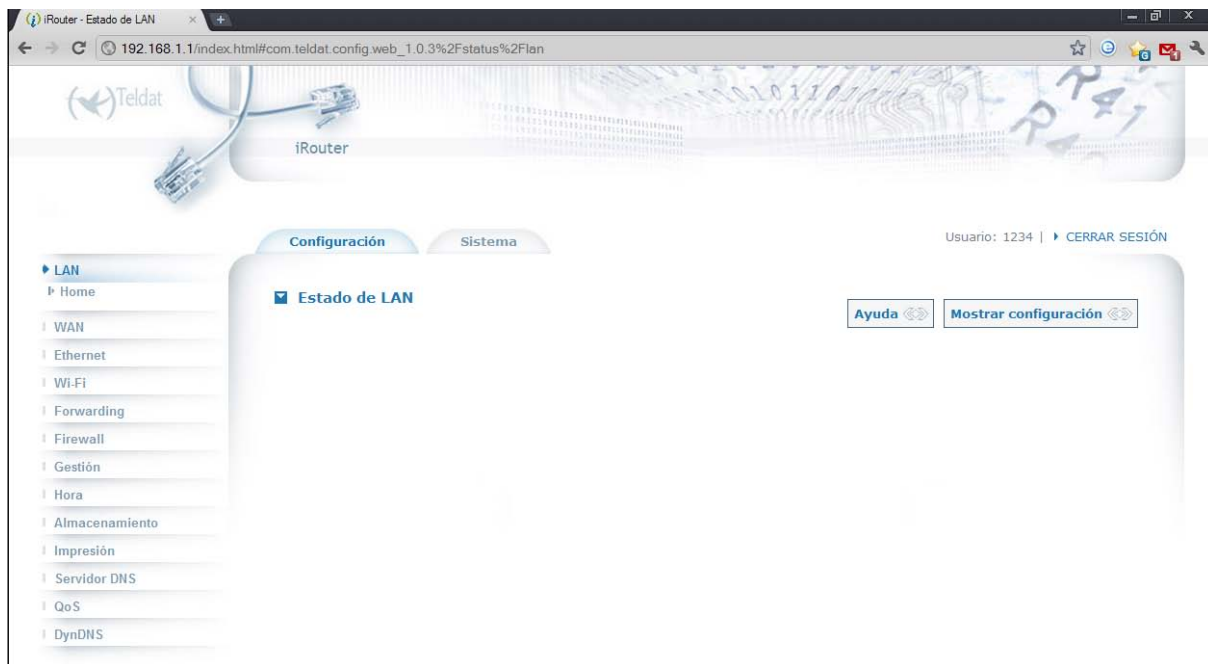 iRouter - Estado de LAN
192.168.1.1/index.html#com.teldat.config.web_1.0.3%2Fstatus%2Flan
Teldat
iRouter
Configuración
Sistema
Usuario: 1234 | CERRAR SESIÓN
LAN
Home
WAN
Ethernet
Wi-Fi
Forwarding
Firewall
Gestión
Hora
Almacenamiento
Impresión
Servidor DNS
QoS
DynDNS
Estado de LAN
Ayuda
Mostrar configuración